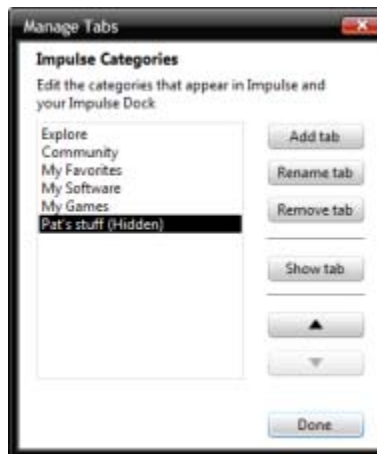 Manage Tabs
Impulse Categories
Edit the categories that appear in Impulse and
your Impulse Dock
Explore
Community
My Favorites
My Software
My Games
Pat's stuff (Hidden)
Add tab
Rename tab
Remove tab
Show tab
Done